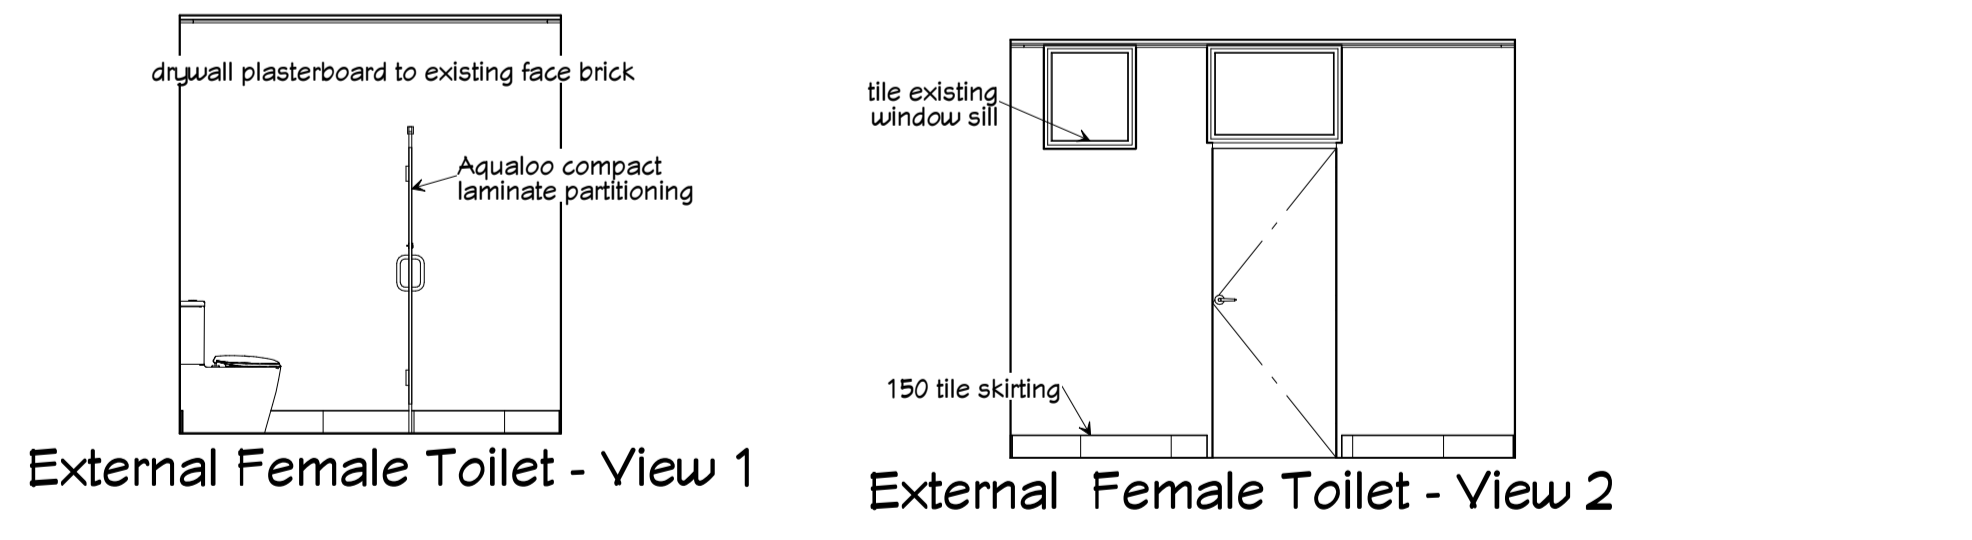 drywall plasterboard to existing face brick
Aqualoo compact
laminate partitioning
External Female Toilet - View 1
tile existing
window sill
150 tile skirting
External Female Toilet - View 2